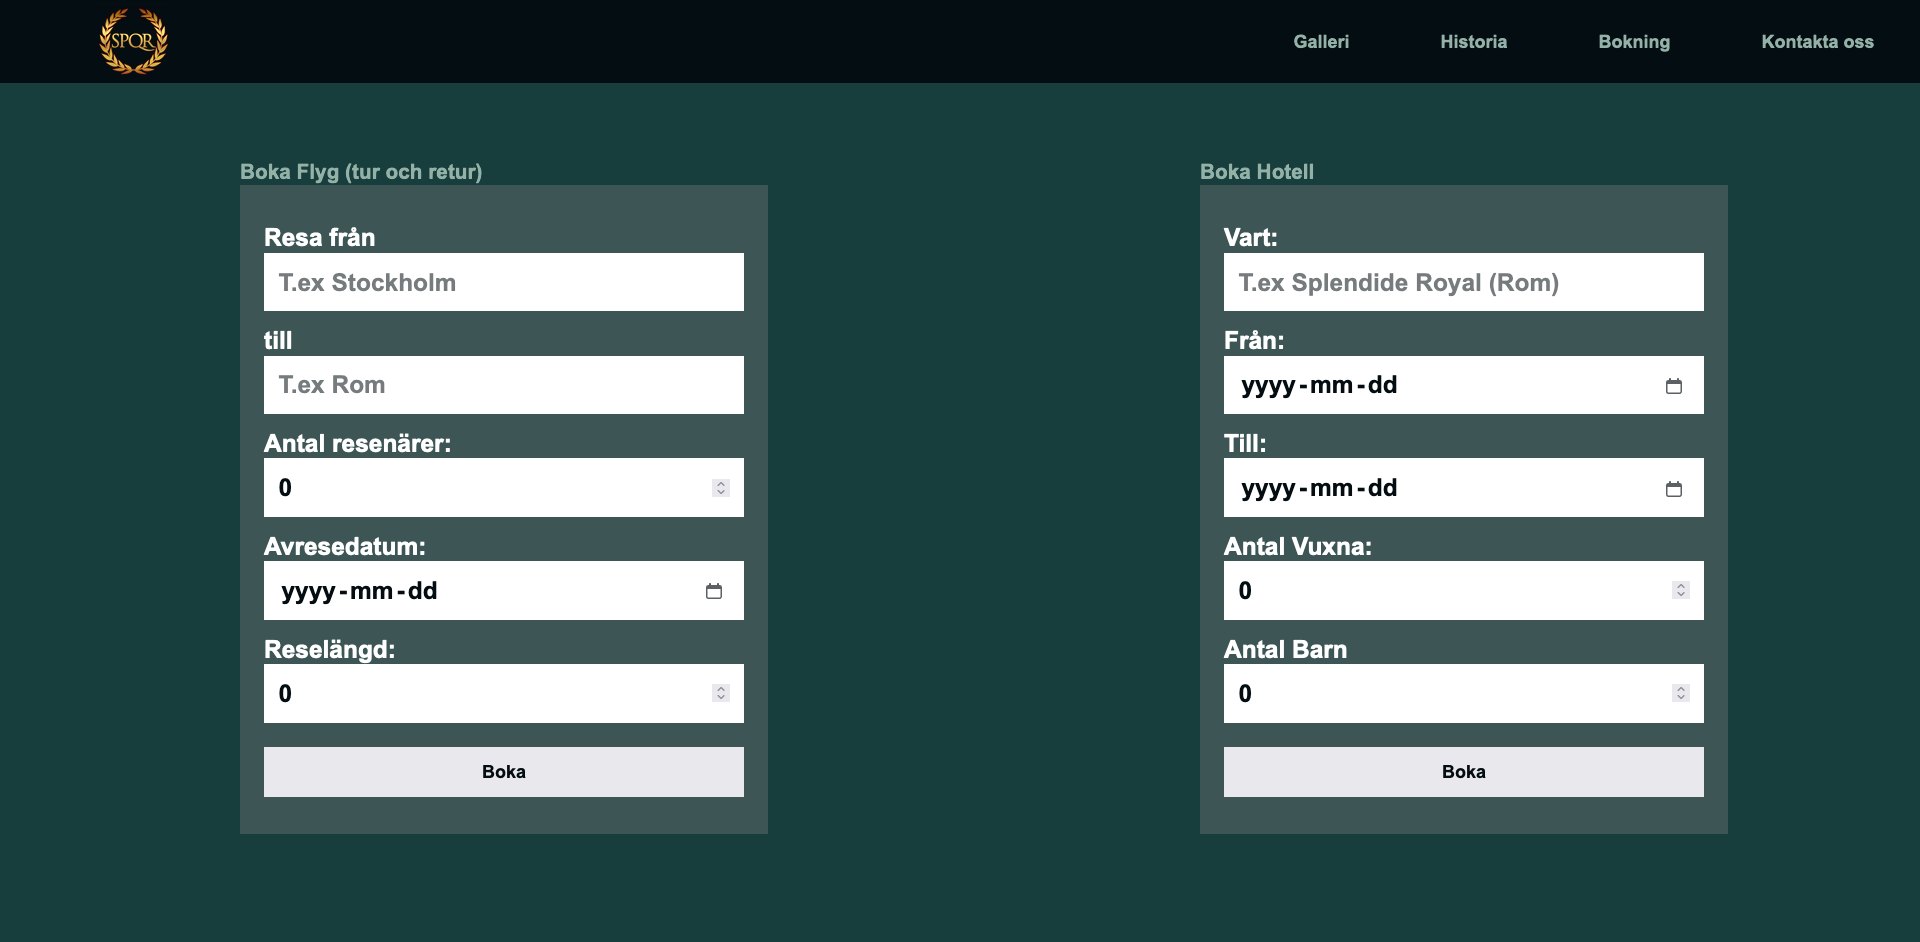 SPQR
Galleri
Historia
Bokning
Kontakta oss
Boka Flyg (tur och retur)
Resa från
T.ex Stockholm
till
T.ex Rom
Antal resenärer:
0
Avresedatum:
yyyy-mm-dd
Reselängd:
0
Boka
Boka Hotell
Vart:
T.ex Splendide Royal (Rom)
Från:
yyyy-mm-dd
Till:
yyyy-mm-dd
Antal Vuxna:
0
Antal Barn
0
Boka